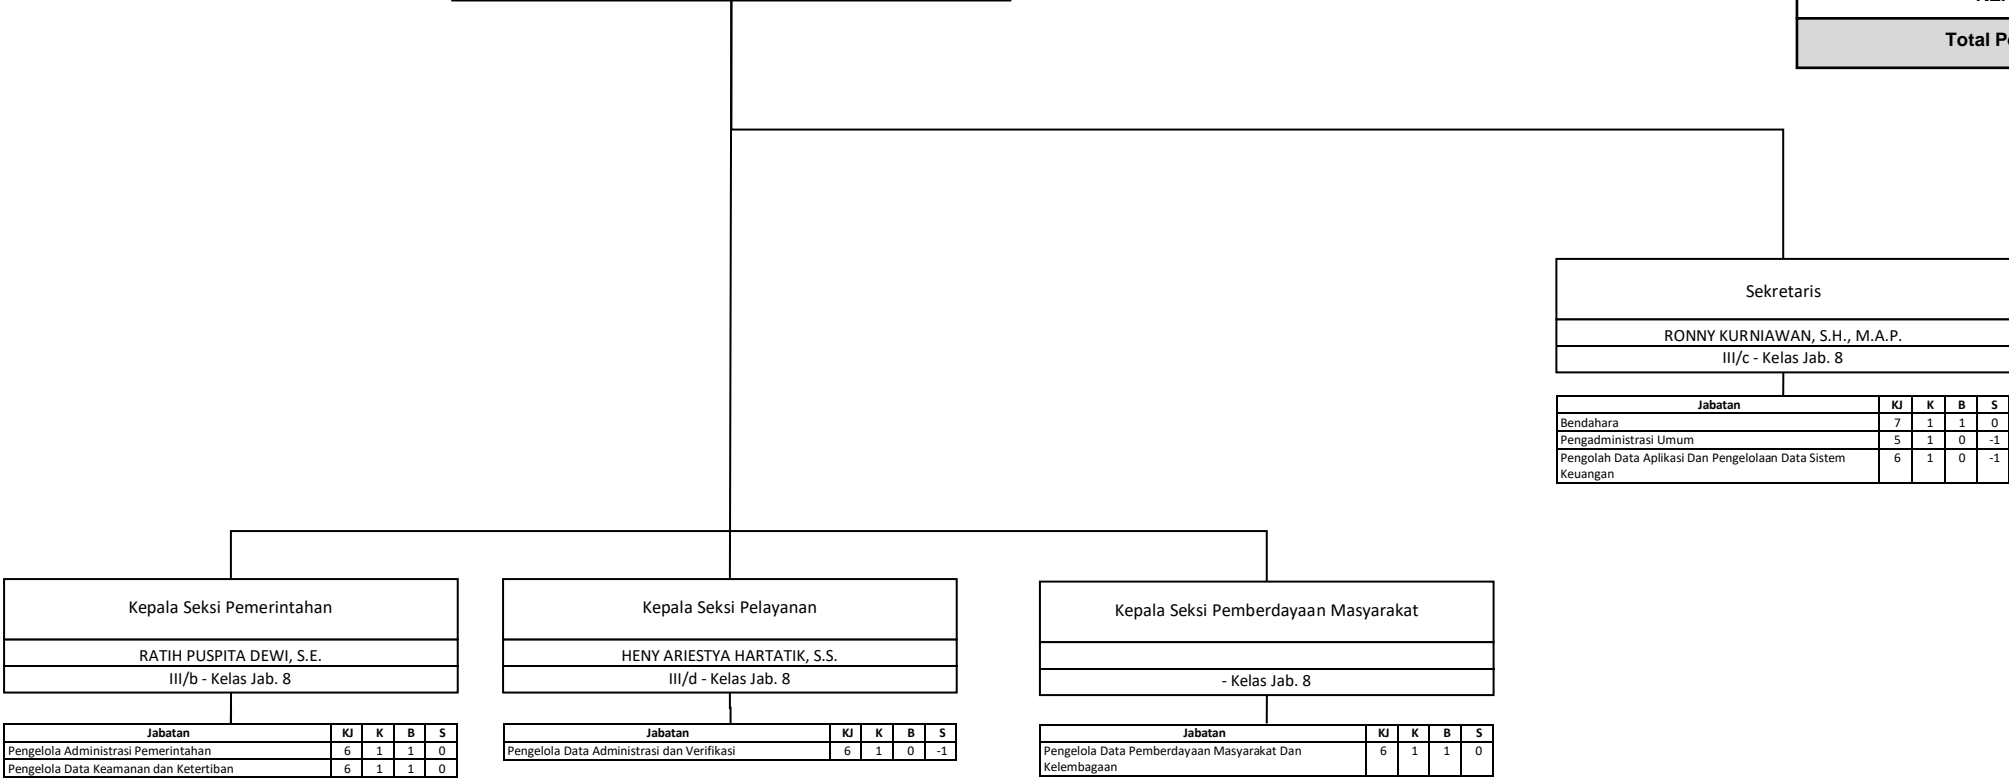 Total
Sekretaris
RONNY KURNIAWAN, S.H., M.A.P.
III/c - Kelas Jab. 8
Jabatan KJ K B S
Bendahara 7 1 1 0
Pengadministrasi Umum 5 1 0 -1
Pengolah Data Aplikasi Dan Pengelolaan Data Sistem 6 1 0 -1
Keuangan
Kepala Seksi Pemerintahan
RATIH PUSPITA DEWI, S.E.
III/b - Kelas Jab. 8
Jabatan KJ K B S
Pengelola Administrasi Pemerintahan 6 1 1 0
Pengelola Data Keamanan dan Ketertiban 6 1 1 0
Kepala Seksi Pelayanan
HENY ARIESTYA HARTATIK, S.S.
III/d - Kelas Jab. 8
Jabatan KJ K B S
Pengelola Data Administrasi dan Verifikasi 6 1 0 -1
Kepala Seksi Pemberdayaan Masyarakat
- Kelas Jab. 8
Jabatan KJ K B S
Pengelola Data Pemberdayaan Masyarakat Dan 6 1 1 0
Kelembagaan